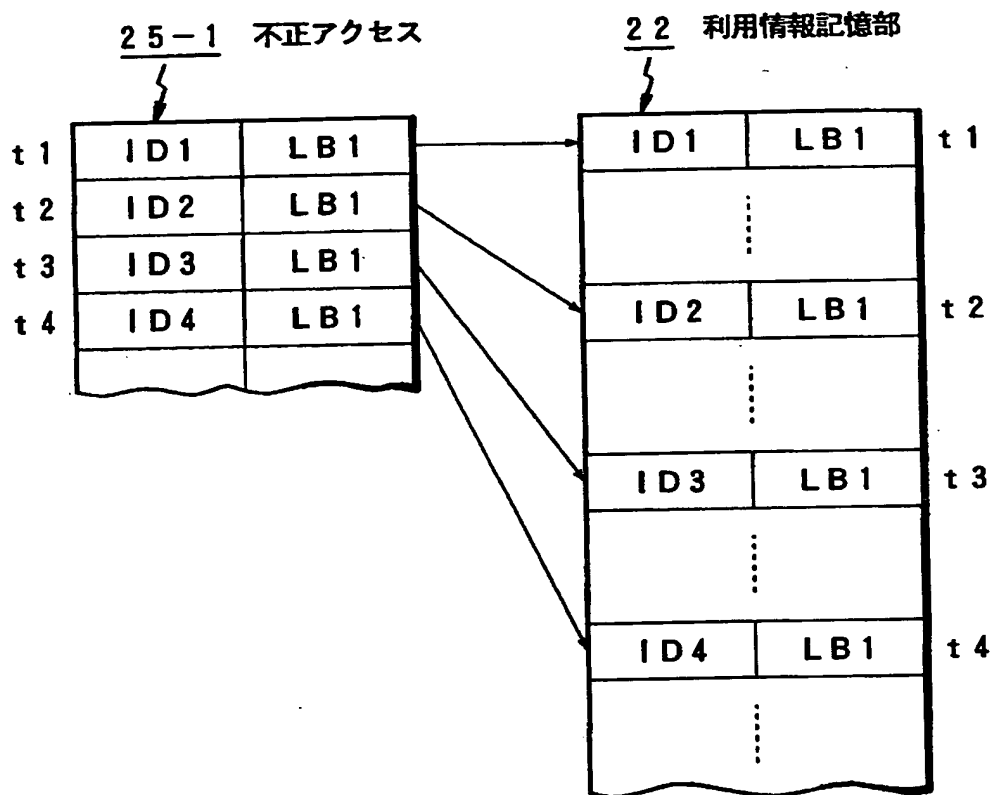 25-1 不正アクセス
22 利用情報記憶部
t1 ID1 LB1
t2 ID2 LB1
t3 ID3 LB1
t4 ID4 LB1
ID1 LB1 t1
ID2 LB1 t2
ID3 LB1 t3
ID4 LB1 t4